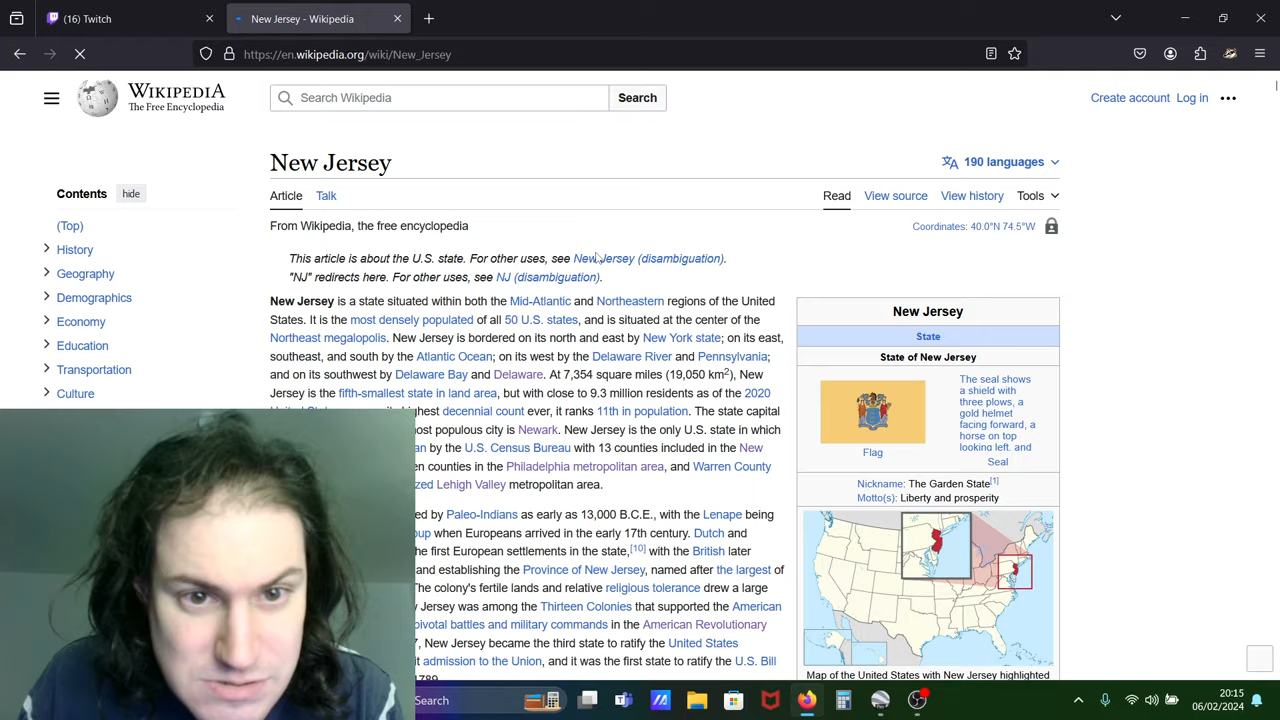 (16) Twitch
New Jersey - Wikipedia
https://en.wikipedia.org/wiki/New_Jersey
WIKIPEDIA
The Free Encyclopedia
Search Wikipedia
Search
Create account
Log in
New Jersey
190 languages
Contents
hide
Article
Talk
Read
View source
View history
Tools
(Top)
From Wikipedia, the free encyclopedia
Coordinates: 40.0°N 74.5°W
History
Geography
Demographics
Economy
Education
Transportation
Culture
This article is about the U.S. state. For other uses, see New Jersey (disambiguation).
"NJ" redirects here. For other uses, see NJ (disambiguation).
New Jersey is a state situated within both the Mid-Atlantic and Northeastern regions of the United
States. It is the most densely populated of all 50 U.S. states, and is situated at the center of the
Northeast megalopolis. New Jersey is bordered on its north and east by New York state; on its east,
southeast, and south by the Atlantic Ocean; on its west by the Delaware River and Pennsylvania;
and on its southwest by Delaware Bay and Delaware. At 7,354 square miles (19,050 km2), New
Jersey is the fifth-smallest state in land area, but with close to 9.3 million residents as of the 2020
highest decennial count ever, it ranks 11th in population. The state capital
most populous city is Newark. New Jersey is the only U.S. state in which
by the U.S. Census Bureau with 13 counties included in the New
counties in the Philadelphia metropolitan area, and Warren County
Lehigh Valley metropolitan area.
by Paleo-Indians as early as 13,000 B.C.E., with the Lenape being
when Europeans arrived in the early 17th century. Dutch and
the first European settlements in the state,[10] with the British later
and establishing the Province of New Jersey, named after the largest of
The colony's fertile lands and relative religious tolerance drew a large
Jersey was among the Thirteen Colonies that supported the American
pivotal battles and military commands in the American Revolutionary
New Jersey became the third state to ratify the United States
admission to the Union, and it was the first state to ratify the U.S. Bill
1789
New Jersey
State
State of New Jersey
Flag
The seal shows
a shield with
three plows, a
gold helmet
facing forward, a
horse on top
looking left, and
Seal
Nickname: The Garden State[1]
Motto(s): Liberty and prosperity
Map of the United States with New Jersey highlighted
Search
20:15
06/02/2024